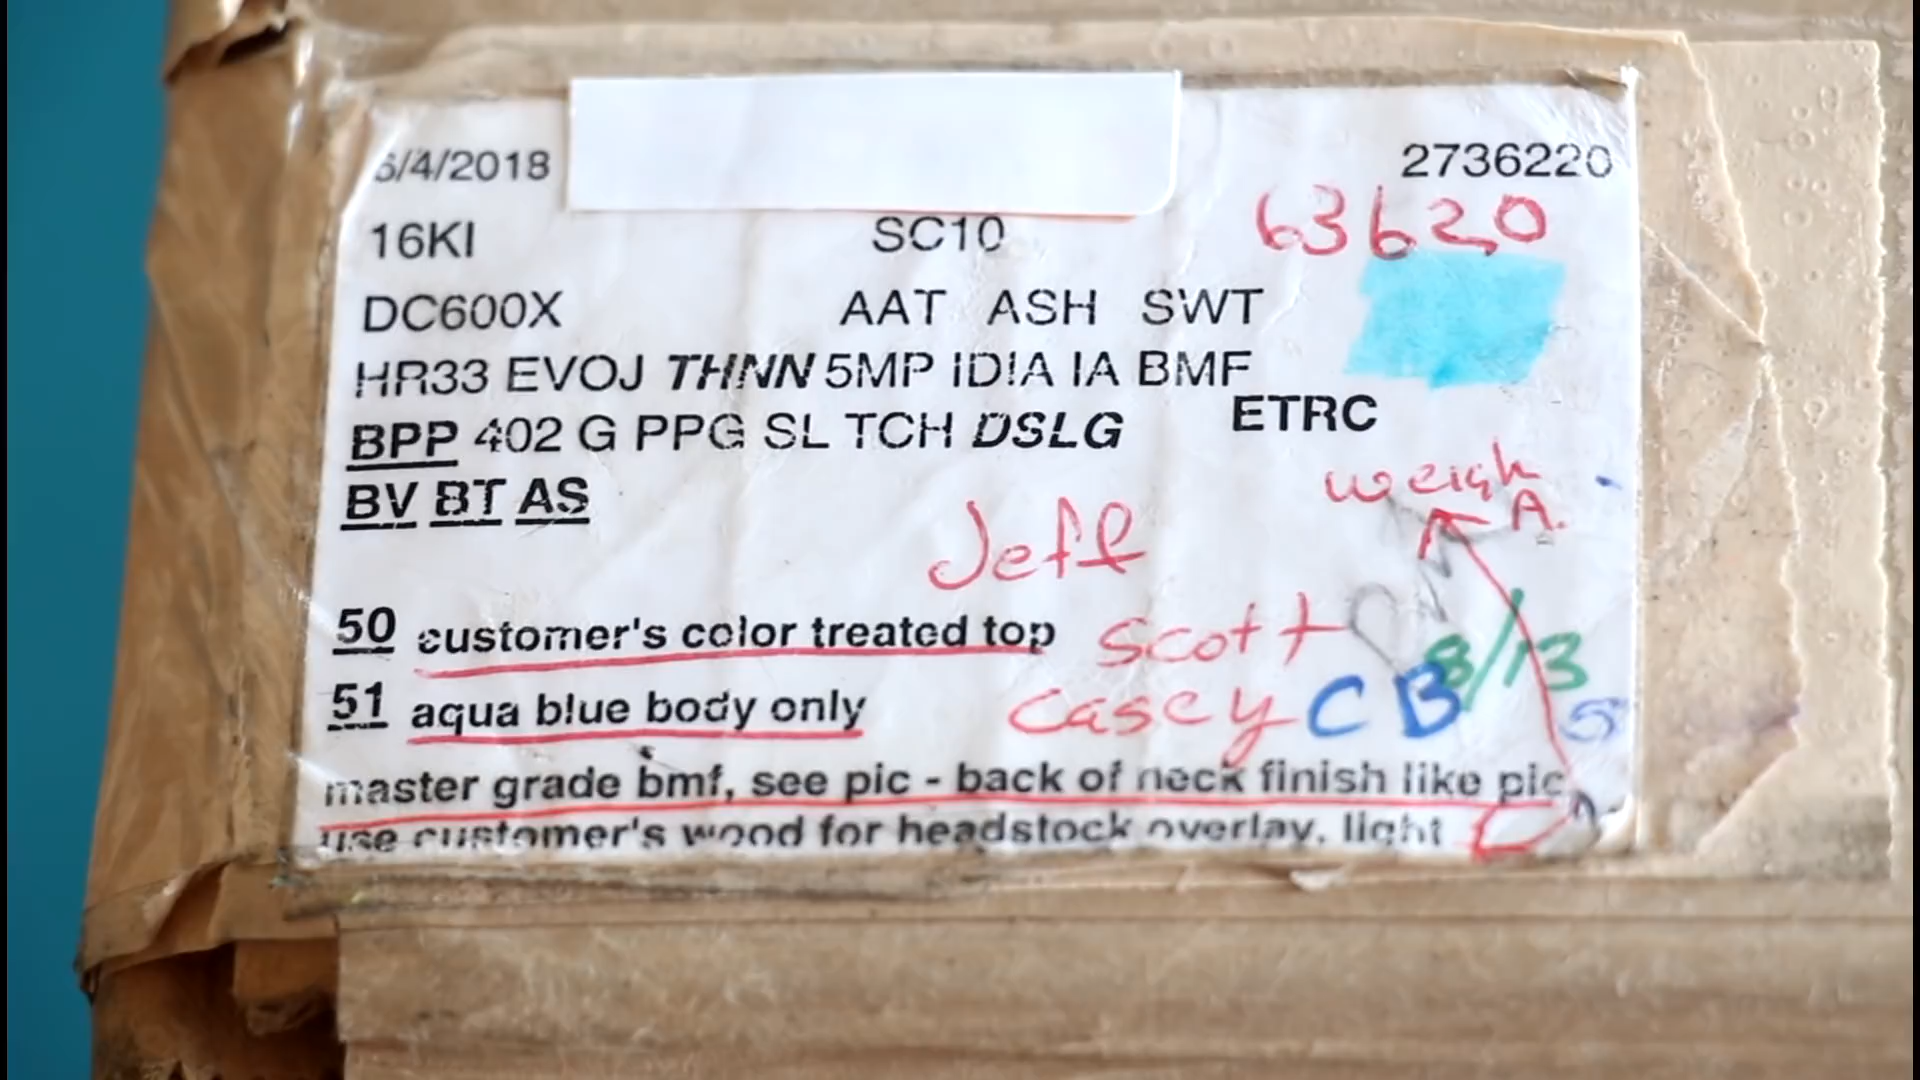 6/4/2018 2736220
63620
16KI SC10
DC600X AAT ASH SWT
HR33 EVOJ THNN 5MP IDIA IA BMF
ETRC
BPP 402 G PPG SL TCH DSLG
weigh
A.
BV BT AS
Jeff
50 customer's color treated top
Scott
8/13
51 aqua blue body only
Casey CB
master grade bmf, see pic - back of neck finish like pic
use customer's wood for headstock overlay. light